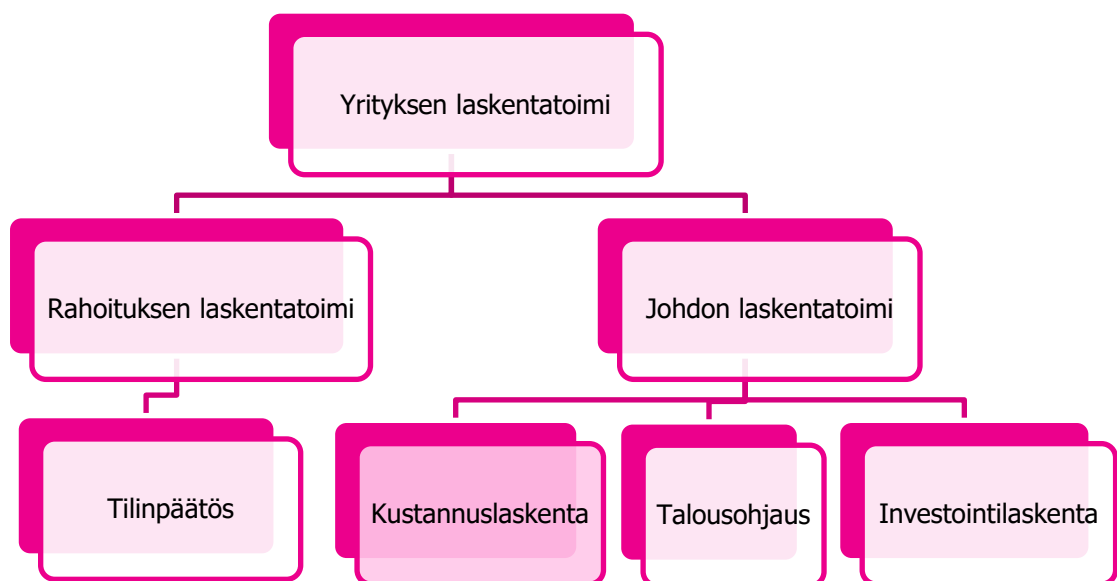 Yrityksen laskentatoimi
Rahoituksen laskentatoimi
Johdon laskentatoimi
Tilinpäätös
Kustannuslaskenta
Talousohjaus
Investointilaskenta